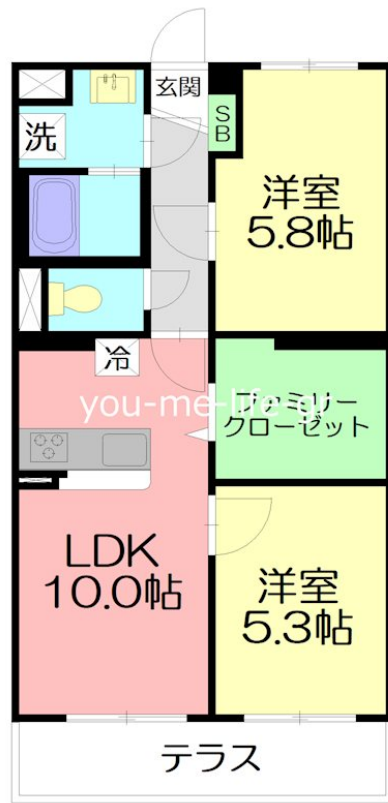 玄関
SB
洗
洋室
5.8帖
冷
you-me-life-gr
ファミリー
クローゼット
LDK
10.0帖
洋室
5.3帖
テラス